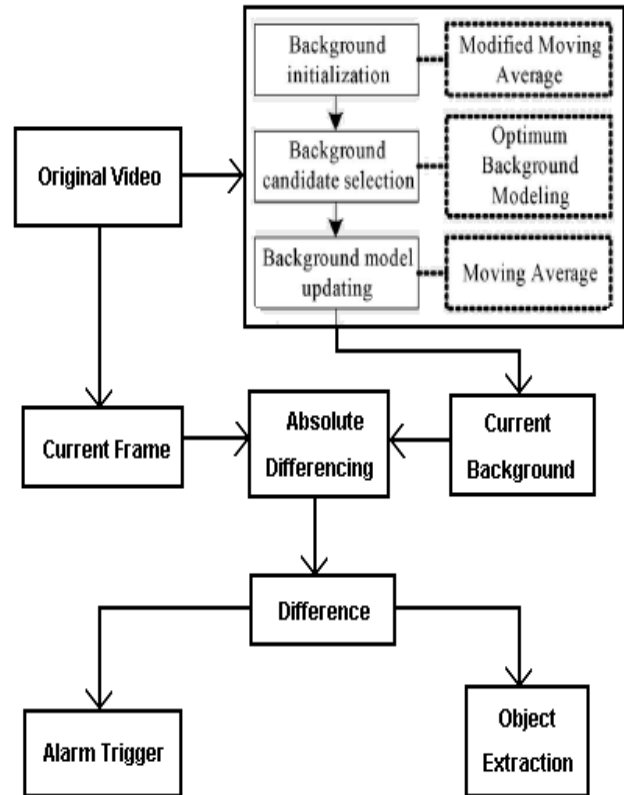 Background
initialization
Modified Moving
Average
Original Video
Background
candidate selection
Optimum
Background
Modeling
Background model
updating
Moving Average
Current Frame
Absolute
Differencing
Current
Background
Difference
Alarm Trigger
Object
Extraction